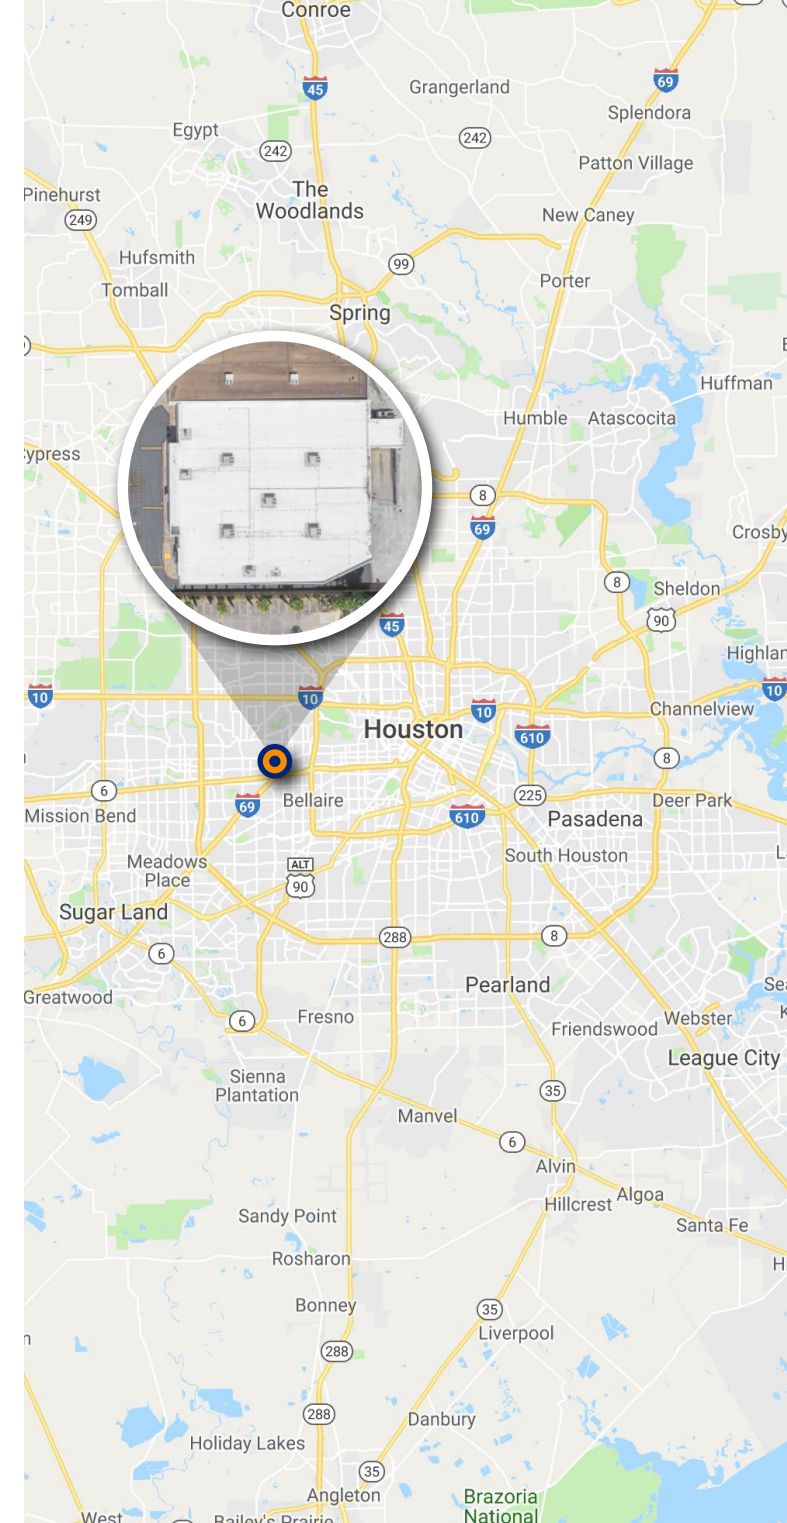 Conroe
45
69
Grangerland
Splendora
Egypt
242
242
Patton Village
The
Woodlands
Pinehurst
249
New Caney
Hufsmith
99
Porter
Tomball
Spring
Huffman
Humble
Atascocita
8
69
Crosby
8
Sheldon
90
45
10
10
10
10
Channelview
Houston
610
8
6
69
Bellaire
225
Deer Park
Mission Bend
610
Pasadena
Meadows
Place
ALT
90
South Houston
Sugar Land
288
8
6
Pearland
Greatwood
6
Fresno
Webster
Friendswood
League City
Sienna
Plantation
35
Manvel
6
Alvin
Hillcrest
Algoa
Sandy Point
Santa Fe
Rosharon
Bonney
35
Liverpool
288
288
Danbury
Holiday Lakes
35
Angleton
Brazoria
National
West
Bailey's Prairie